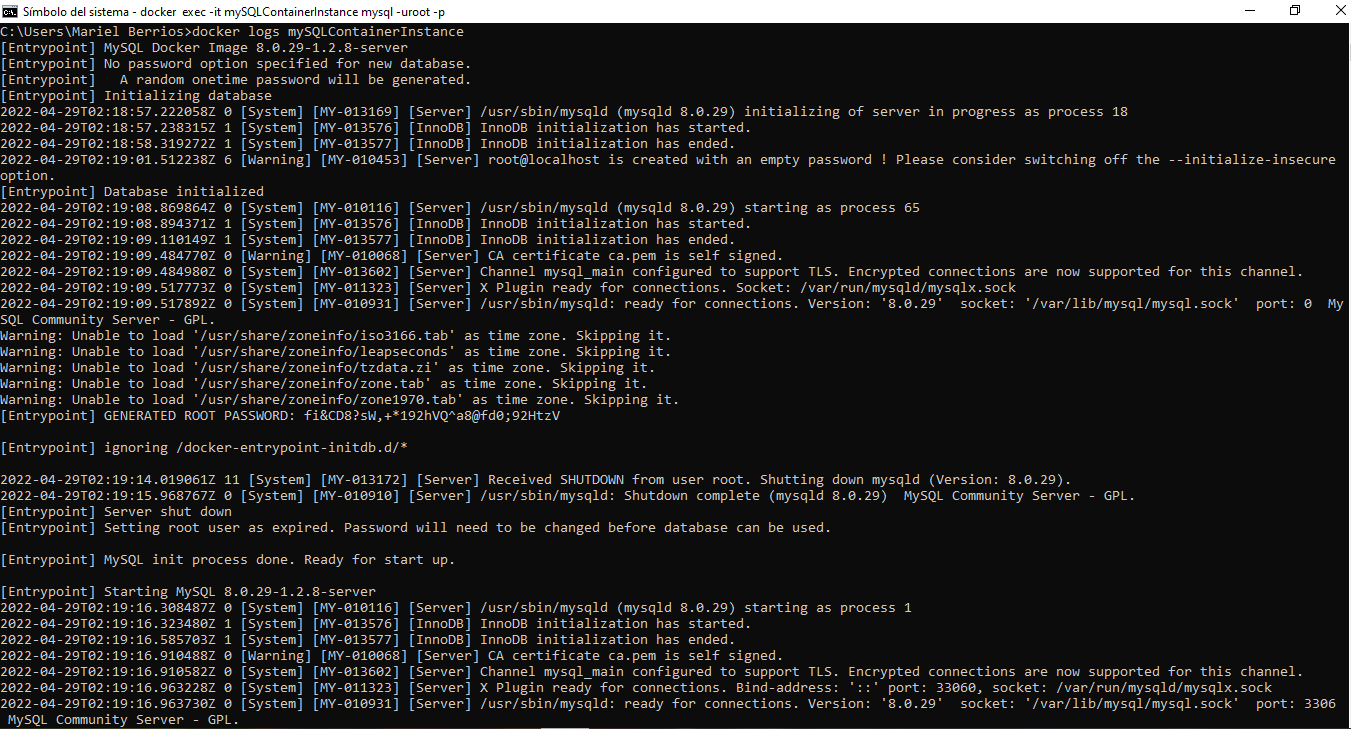 Símbolo del sistema - docker  exec -it mySQLContainerInstance mysql -uroot -p
C:\Users\Mariel Berrios>docker logs mySQLContainerInstance
[Entrypoint] MySQL Docker Image 8.0.29-1.2.8-server
[Entrypoint] No password option specified for new database.
[Entrypoint]   A random onetime password will be generated.
[Entrypoint] Initializing database
2022-04-29T02:18:57.222058Z 0 [System] [MY-013169] [Server] /usr/sbin/mysqld (mysqld 8.0.29) initializing of server in progress as process 18
2022-04-29T02:18:57.238315Z 1 [System] [MY-013576] [InnoDB] InnoDB initialization has started.
2022-04-29T02:18:58.319272Z 1 [System] [MY-013577] [InnoDB] InnoDB initialization has ended.
2022-04-29T02:19:01.512238Z 6 [Warning] [MY-010453] [Server] root@localhost is created with an empty password ! Please consider switching off the --initialize-insecure
option.
[Entrypoint] Database initialized
2022-04-29T02:19:08.869864Z 0 [System] [MY-010116] [Server] /usr/sbin/mysqld (mysqld 8.0.29) starting as process 65
2022-04-29T02:19:08.894371Z 1 [System] [MY-013576] [InnoDB] InnoDB initialization has started.
2022-04-29T02:19:09.110149Z 1 [System] [MY-013577] [InnoDB] InnoDB initialization has ended.
2022-04-29T02:19:09.484770Z 0 [Warning] [MY-010068] [Server] CA certificate ca.pem is self signed.
2022-04-29T02:19:09.484980Z 0 [System] [MY-013602] [Server] Channel mysql_main configured to support TLS. Encrypted connections are now supported for this channel.
2022-04-29T02:19:09.517773Z 0 [System] [MY-011323] [Server] X Plugin ready for connections. Socket: /var/run/mysqld/mysqlx.sock
2022-04-29T02:19:09.517892Z 0 [System] [MY-010931] [Server] /usr/sbin/mysqld: ready for connections. Version: '8.0.29'  socket: '/var/lib/mysql/mysql.sock'  port: 0  My
SQL Community Server - GPL.
Warning: Unable to load '/usr/share/zoneinfo/iso3166.tab' as time zone. Skipping it.
Warning: Unable to load '/usr/share/zoneinfo/leapseconds' as time zone. Skipping it.
Warning: Unable to load '/usr/share/zoneinfo/tzdata.zi' as time zone. Skipping it.
Warning: Unable to load '/usr/share/zoneinfo/zone.tab' as time zone. Skipping it.
Warning: Unable to load '/usr/share/zoneinfo/zone1970.tab' as time zone. Skipping it.
[Entrypoint] GENERATED ROOT PASSWORD: fi&CD8?sW,+*192hVQ^a8@fd0;92HtzV
[Entrypoint] ignoring /docker-entrypoint-initdb.d/*
2022-04-29T02:19:14.019061Z 11 [System] [MY-013172] [Server] Received SHUTDOWN from user root. Shutting down mysqld (Version: 8.0.29).
2022-04-29T02:19:15.968767Z 0 [System] [MY-010910] [Server] /usr/sbin/mysqld: Shutdown complete (mysqld 8.0.29)  MySQL Community Server - GPL.
[Entrypoint] Server shut down
[Entrypoint] Setting root user as expired. Password will need to be changed before database can be used.
[Entrypoint] MySQL init process done. Ready for start up.
[Entrypoint] Starting MySQL 8.0.29-1.2.8-server
2022-04-29T02:19:16.308487Z 0 [System] [MY-010116] [Server] /usr/sbin/mysqld (mysqld 8.0.29) starting as process 1
2022-04-29T02:19:16.323480Z 1 [System] [MY-013576] [InnoDB] InnoDB initialization has started.
2022-04-29T02:19:16.585703Z 1 [System] [MY-013577] [InnoDB] InnoDB initialization has ended.
2022-04-29T02:19:16.910488Z 0 [Warning] [MY-010068] [Server] CA certificate ca.pem is self signed.
2022-04-29T02:19:16.910582Z 0 [System] [MY-013602] [Server] Channel mysql_main configured to support TLS. Encrypted connections are now supported for this channel.
2022-04-29T02:19:16.963228Z 0 [System] [MY-011323] [Server] X Plugin ready for connections. Bind-address: '::' port: 33060, socket: /var/run/mysqld/mysqlx.sock
2022-04-29T02:19:16.963730Z 0 [System] [MY-010931] [Server] /usr/sbin/mysqld: ready for connections. Version: '8.0.29'  socket: '/var/lib/mysql/mysql.sock'  port: 3306
 MySQL Community Server - GPL.